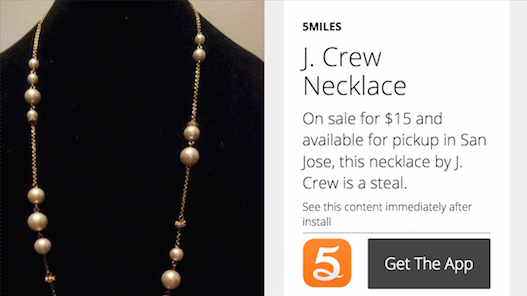 5MILES
J. Crew
Necklace
On sale for $15 and
available for pickup in San
Jose, this necklace by J.
Crew is a steal.
See this content immediately after
install
5
Get The App